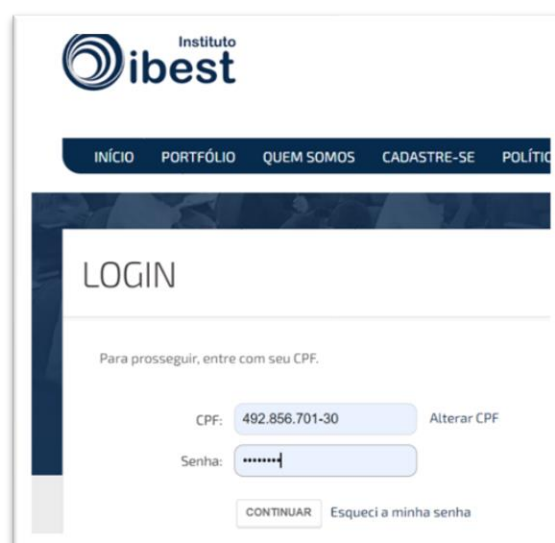 Instituto
ibest
INÍCIO PORTFÓLIO QUEM SOMOS CADASTRE-SE
LOGIN
Para prosseguir, entre com seu CPF.
CPF: 492.856.701-30 Alterar CPF
Senha: ••••••••
CONTINUAR Esqueci a minha senha